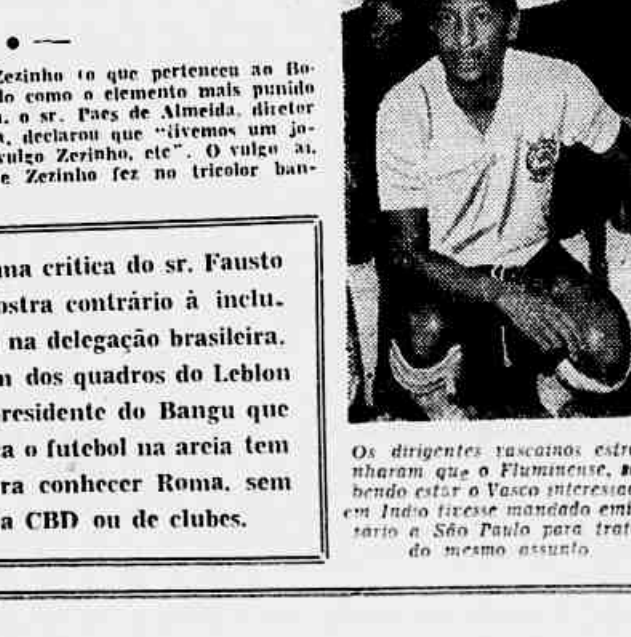 Zezinho (o que pertenceu ao Bo-
do como o elemento mais punido
o sr. Paes de Almeida, diretor
declarou que "tivemos um jo-
vulgo Zezinho, etc". O vulgo aí,
e Zezinho fez no tricolor ban-
ma critica do sr. Fausto
ostra contrário à inclu-
na delegação brasileira,
m dos quadros do Leblon
presidente do Bangu que
a o futebol na areia tem
ra conhecer Roma, sem
a CBD ou de clubes.
Os dirigentes vascainos estra
nharam que o Fluminense, s
bendo estar o Vasco interessad
em Indio tivesse mandado emi
sário a São Paulo para trat
do mesmo assunto